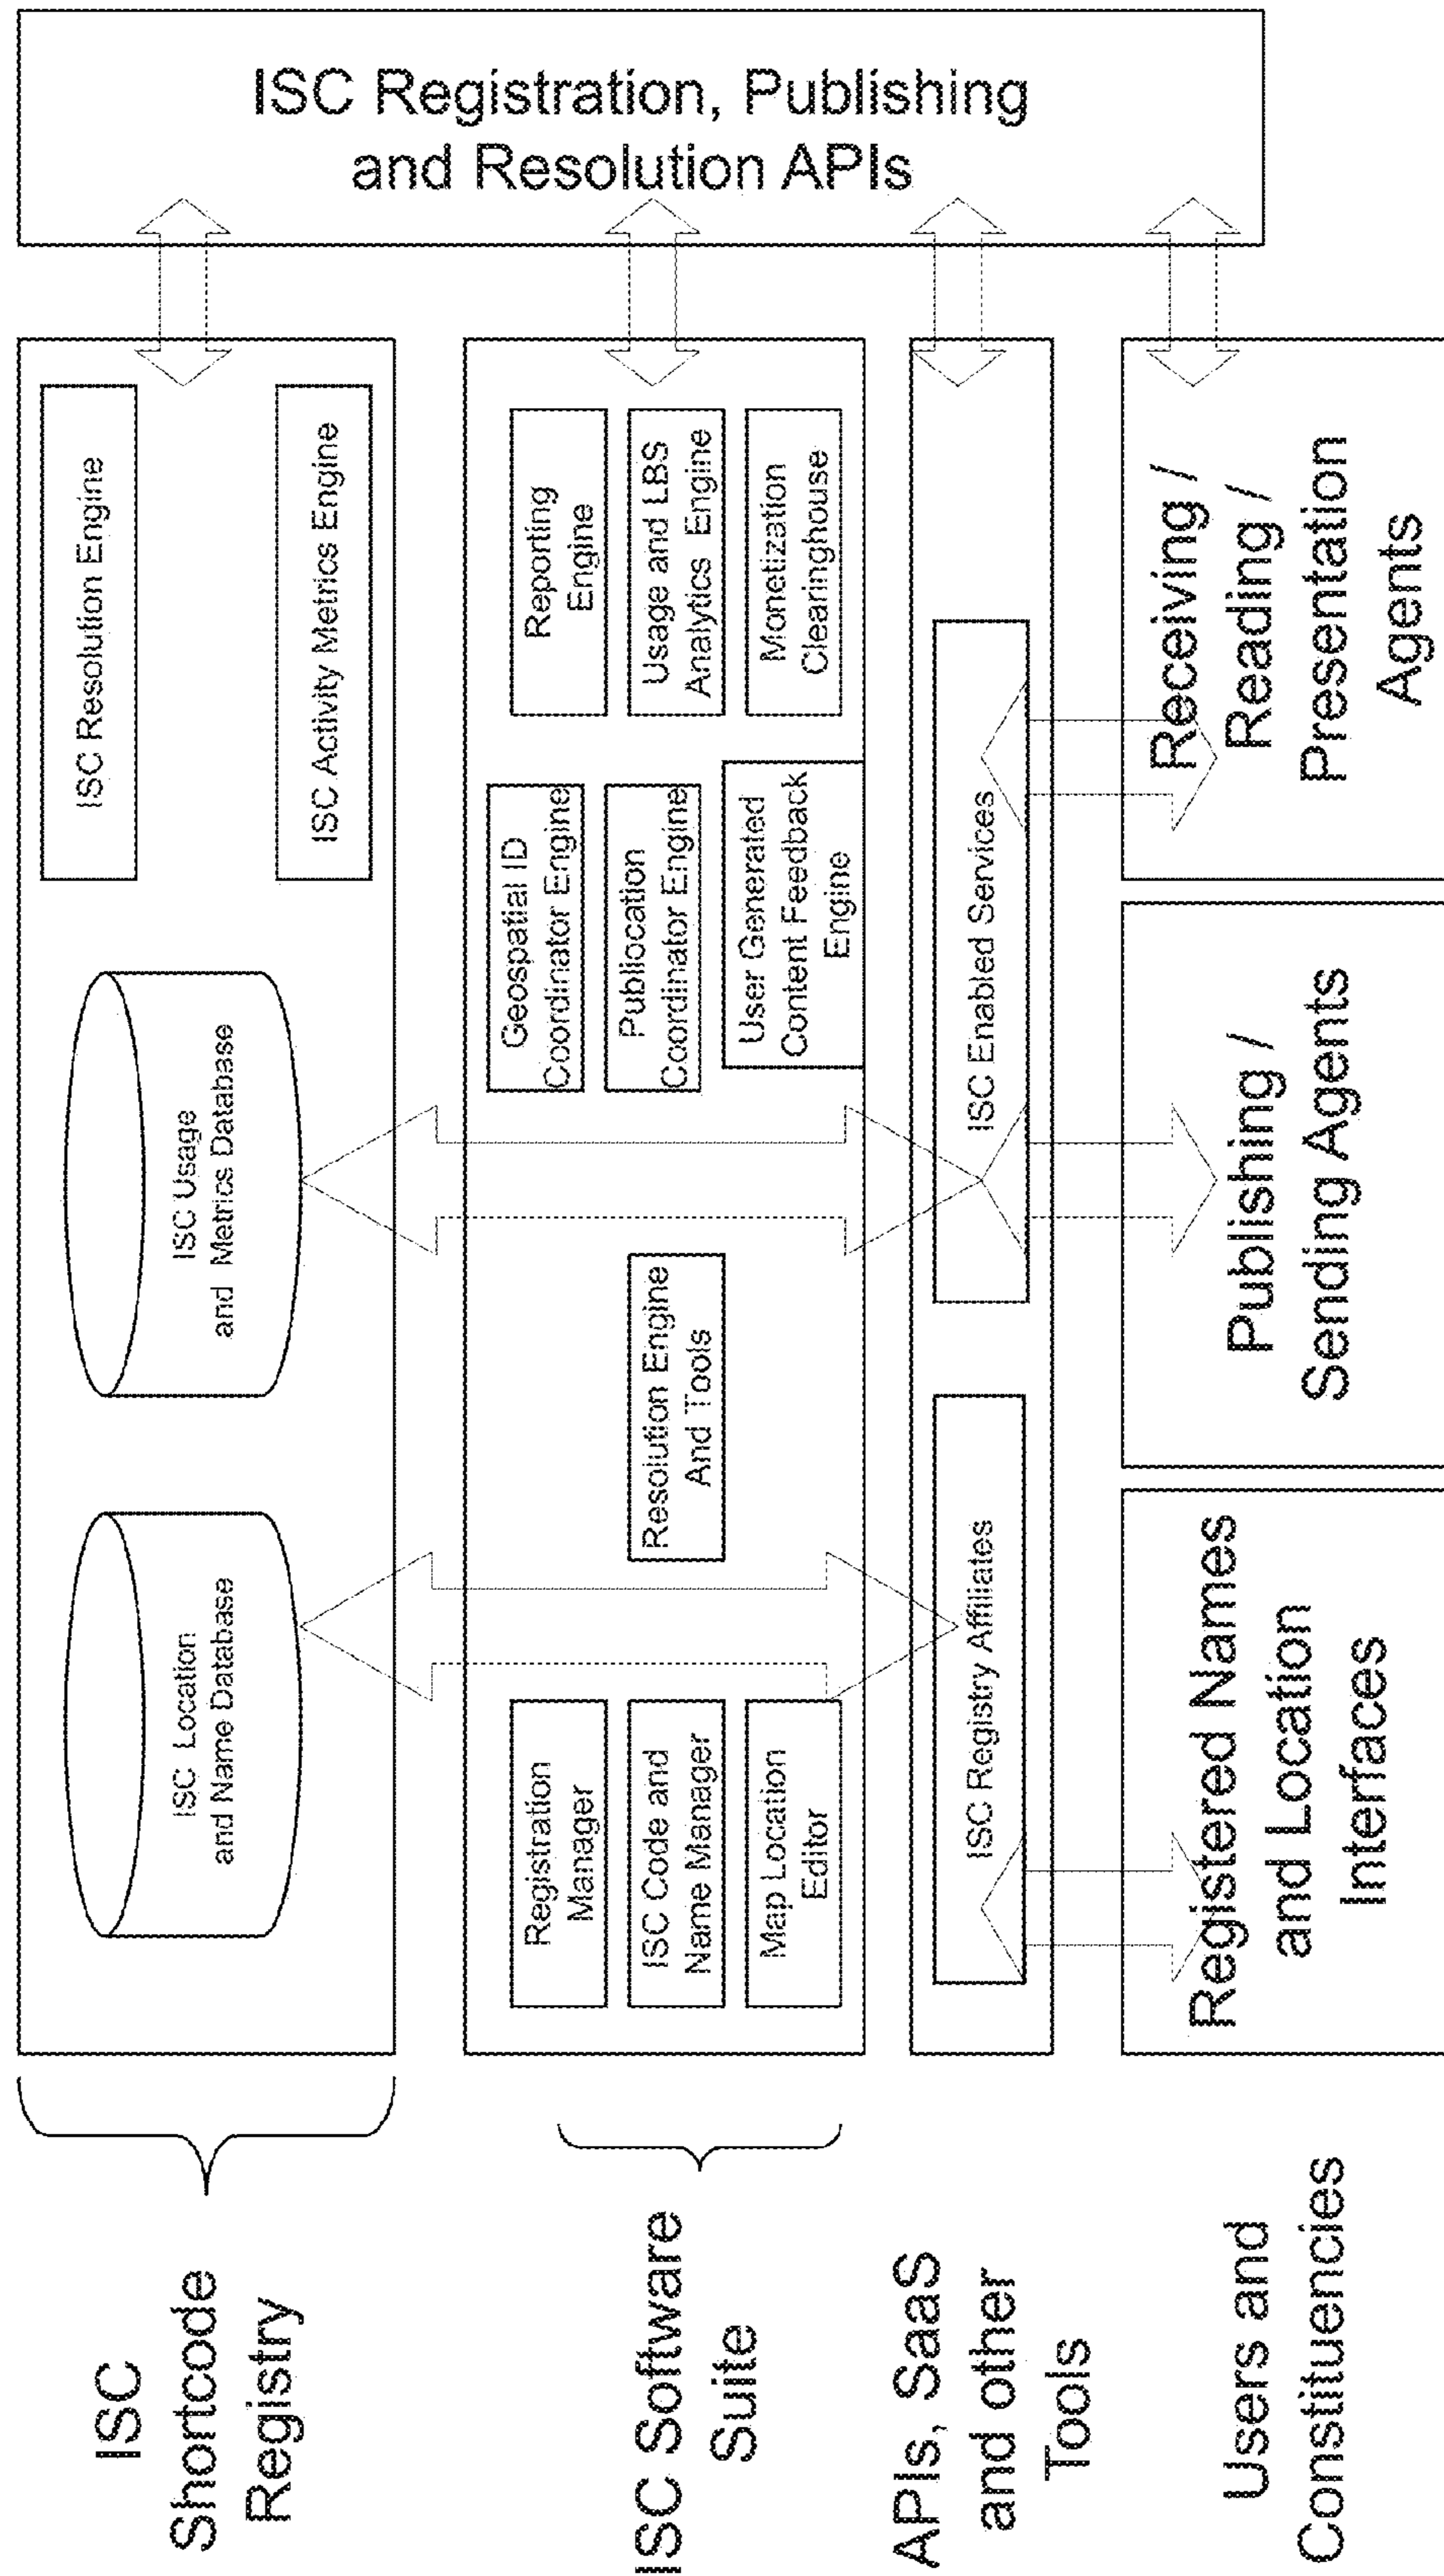 ISC Registration, Publishing
and Resolution APIs
ISC
Shortcode
Registry
ISC Location
and Name Database
ISC Usage
and Metrics Database
ISC Resolution Engine
ISC Activity Metrics Engine
ISC Software
Suite
Registration
Manager
ISC Code and
Name Manager
Map Location
Editor
Resolution Engine
And Tools
Geospatial ID
Coordinator Engine
Publocation
Coordinator Engine
User Generated
Content Feedback
Engine
Reporting
Engine
Usage and LBS
Analytics Engine
Monetization
Clearinghouse
APIs, SaaS
and other
Tools
ISC Registry Affiliates
ISC Enabled Services
Users and
Constituencies
Registered Names
and Location
Interfaces
Publishing /
Sending Agents
Receiving /
Reading /
Presentation
Agents